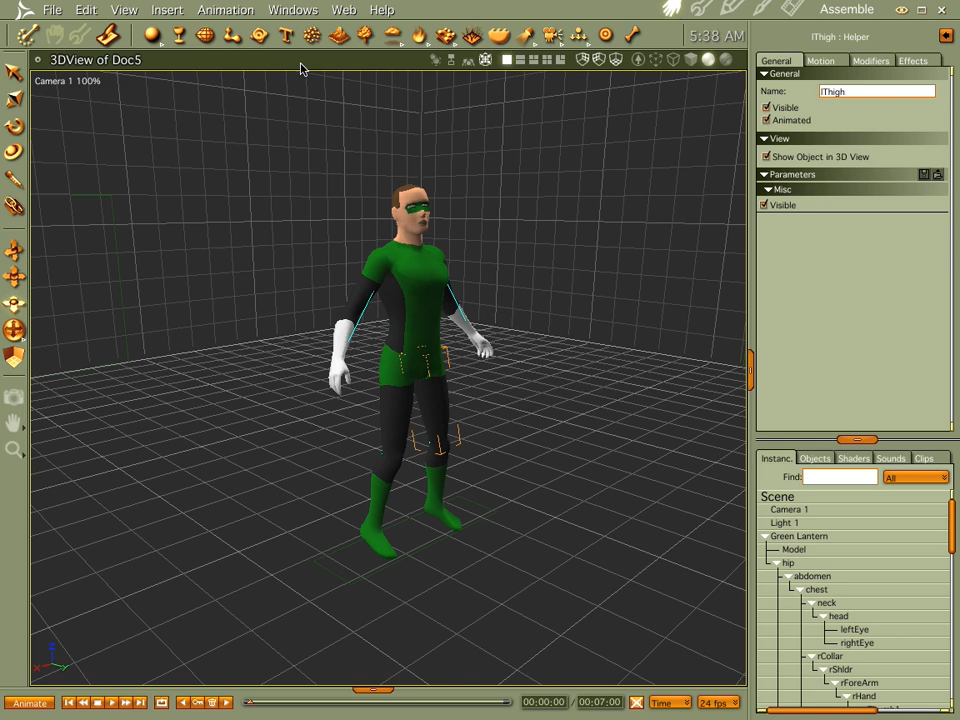 File Edit View Insert Animation Windows Web Help Assemble
5:38 AM
lThigh : Helper
3DView of Doc5
General Motion Modifiers Effects
Camera 1 100%
General
Name: lThigh
Visible
Animated
View
Show Object in 3D View
Parameters
Misc
Visible
Instanc. Objects Shaders Sounds Clips
Find: All
Scene
Camera 1
Light 1
Green Lantern
Model
hip
abdomen
chest
neck
head
leftEye
rightEye
rCollar
rShldr
rForeArm
rHand
Animate 00:00:00 / 00:07:00 Time 24 fps
X Y Z